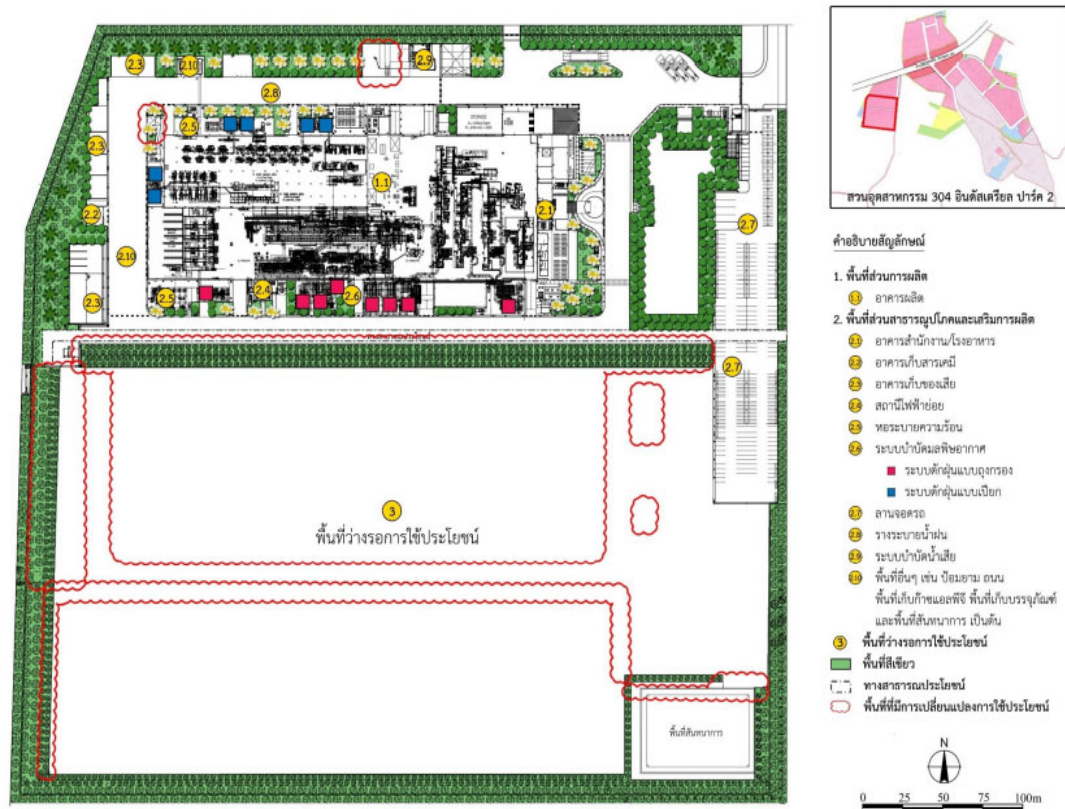 2.3
2.10
2.9
2.8
2.5
2.3
1.1
2.2
2.1
2.7
2.10
2.3
2.5
2.4
2.6
2.7
3
พื้นที่ว่างรอการใช้ประโยชน์
พื้นที่สันทนาการ
สวนอุตสาหกรรม 304 อินดัสเตรียล ปาร์ค 2
คำอธิบายสัญลักษณ์
1. พื้นที่ส่วนการผลิต
1.1 อาคารผลิต
2. พื้นที่ส่วนสาธารณูปโภคและเสริมการผลิต
2.1 อาคารสำนักงาน/โรงอาหาร
2.2 อาคารเก็บสารเคมี
2.3 อาคารเก็บของเสีย
2.4 สถานีไฟฟ้าย่อย
2.5 หอระบายความร้อน
2.6 ระบบบำบัดมลพิษอากาศ
ระบบดักฝุ่นแบบถุงกรอง
ระบบดักฝุ่นแบบเปียก
2.7 ลานจอดรถ
2.8 รางระบายน้ำฝน
2.9 ระบบบำบัดน้ำเสีย
2.10 พื้นที่อื่นๆ เช่น ป้อมยาม ถนน
พื้นที่เก็บก๊าซแอลพีจี พื้นที่เก็บบรรจุภัณฑ์
และพื้นที่สันทนาการ เป็นต้น
3 พื้นที่ว่างรอการใช้ประโยชน์
พื้นที่สีเขียว
ทางสาธารณประโยชน์
พื้นที่ที่มีการเปลี่ยนแปลงการใช้ประโยชน์
N
0 25 50 75 100m